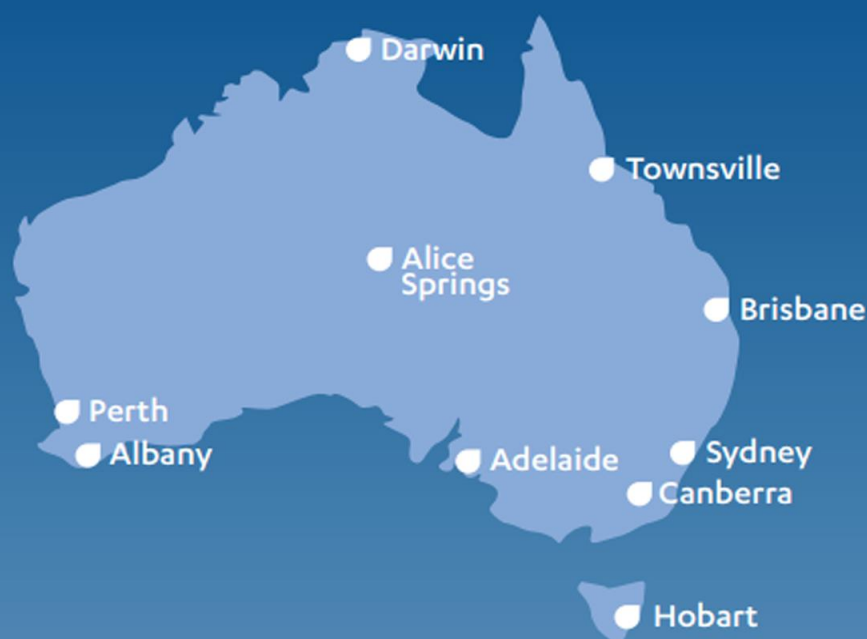 Darwin
Townsville
Alice
Springs
Brisbane
Perth
Albany
Adelaide
Sydney
Canberra
Hobart